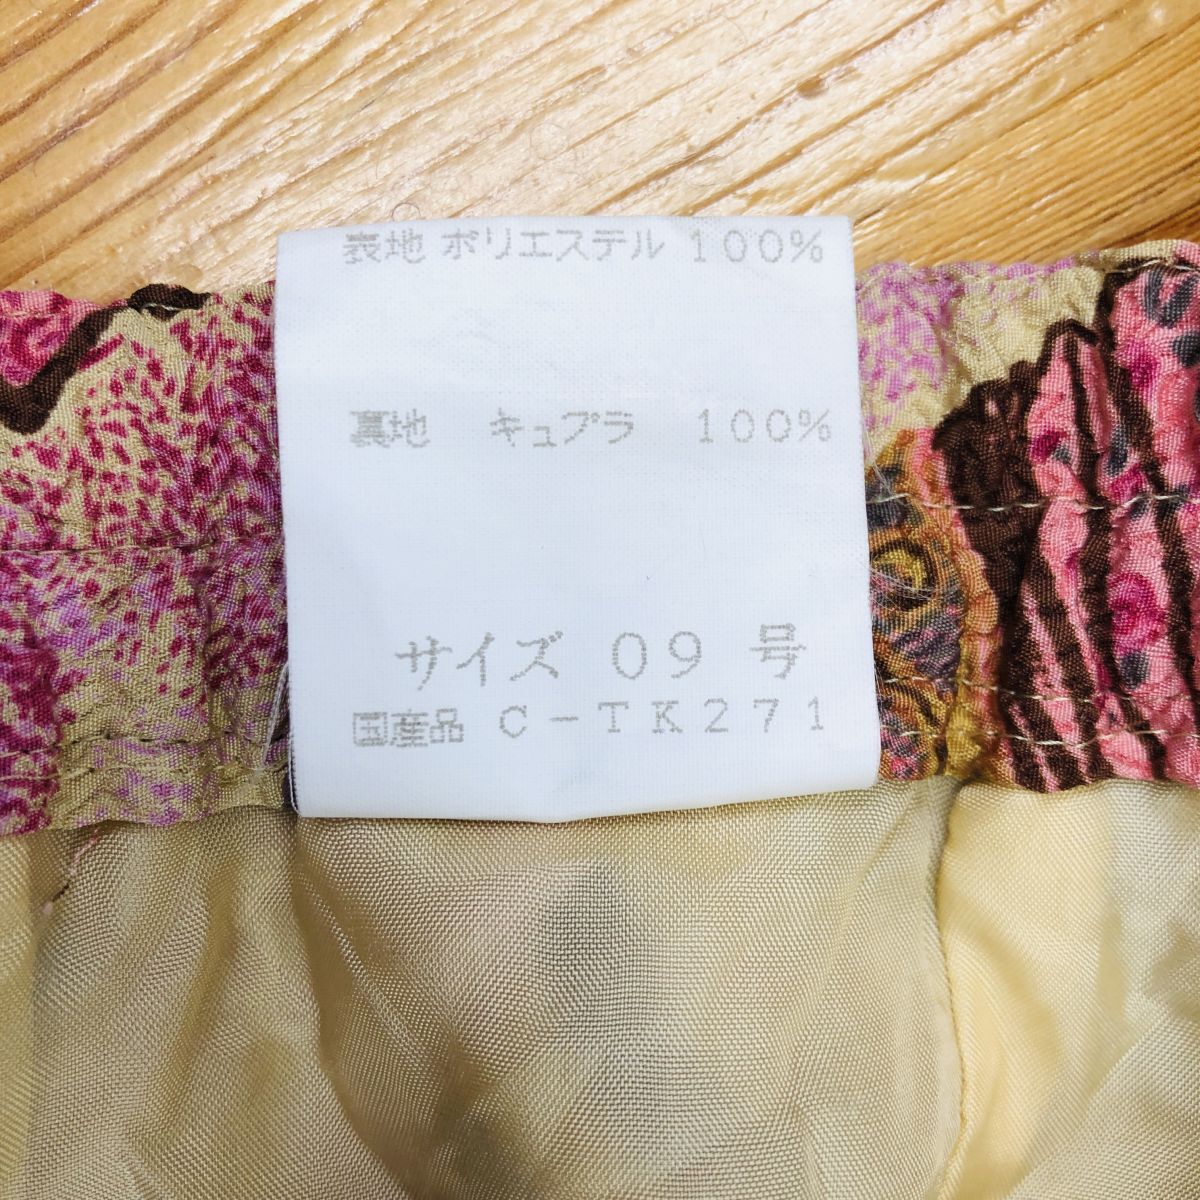 表地 ポリエステル 100%
裏地 キュプラ 100%
サイズ 09 号
国産品 C-TK271